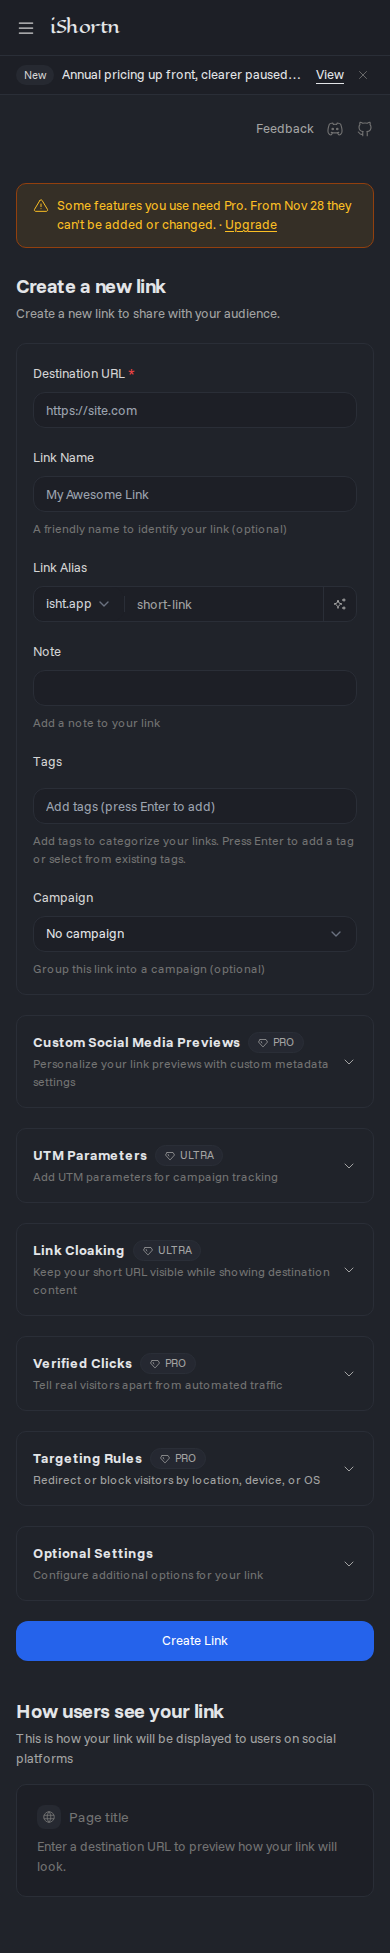 iShortn
New Annual pricing up front, clearer paused… View
Feedback
Some features you use need Pro. From Nov 28 they
can't be added or changed. · Upgrade
Create a new link
Create a new link to share with your audience.
Destination URL *
https://site.com
Link Name
My Awesome Link
A friendly name to identify your link (optional)
Link Alias
isht.app short-link
Note
Add a note to your link
Tags
Add tags (press Enter to add)
Add tags to categorize your links. Press Enter to add a tag
or select from existing tags.
Campaign
No campaign
Group this link into a campaign (optional)
Custom Social Media Previews PRO
Personalize your link previews with custom metadata
settings
UTM Parameters ULTRA
Add UTM parameters for campaign tracking
Link Cloaking ULTRA
Keep your short URL visible while showing destination
content
Verified Clicks PRO
Tell real visitors apart from automated traffic
Targeting Rules PRO
Redirect or block visitors by location, device, or OS
Optional Settings
Configure additional options for your link
Create Link
How users see your link
This is how your link will be displayed to users on social
platforms
Page title
Enter a destination URL to preview how your link will
look.